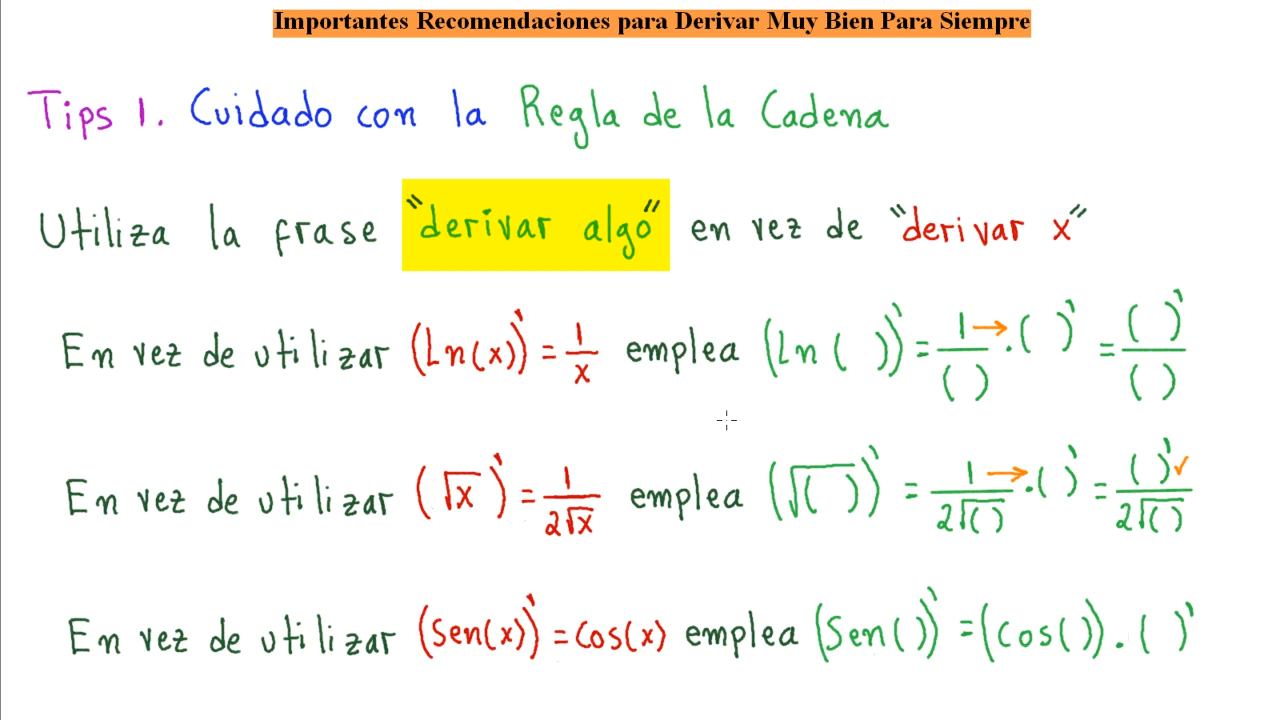 Importantes Recomendaciones para Derivar Muy Bien Para Siempre
Tips 1. Cuidado con la Regla de la Cadena
Utiliza la frase "derivar algo" en vez de "derivar x"
En vez de utilizar (Ln(x))' = 1/x emplea (Ln ( ))' = 1/( ) . ( )' = ( )'/( )
En vez de utilizar (√x)' = 1/2√x emplea (√( ))' = 1/2√( ) . ( )' = ( )'/2√( )
En vez de utilizar (Sen(x))' = Cos(x) emplea (Sen( ))' = (Cos( )) . ( )'